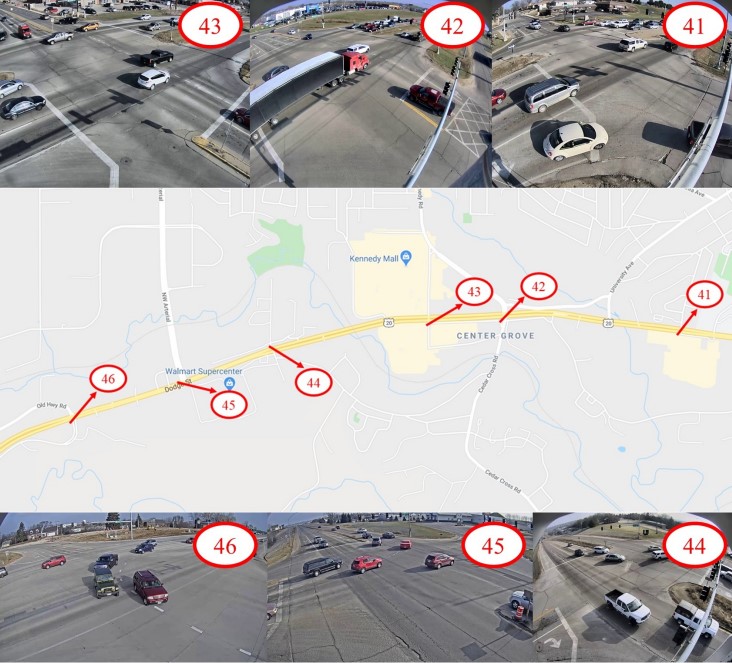 43
42
41
Kennedy Mall
20
43
42
41
University Ave
NW Arterial
CENTER GROVE
20
Walmart Supercenter
Dodge St
46
45
44
Old Hwy Rd
Cedar Cross Rd
Cedar Cross Rd
46
45
44